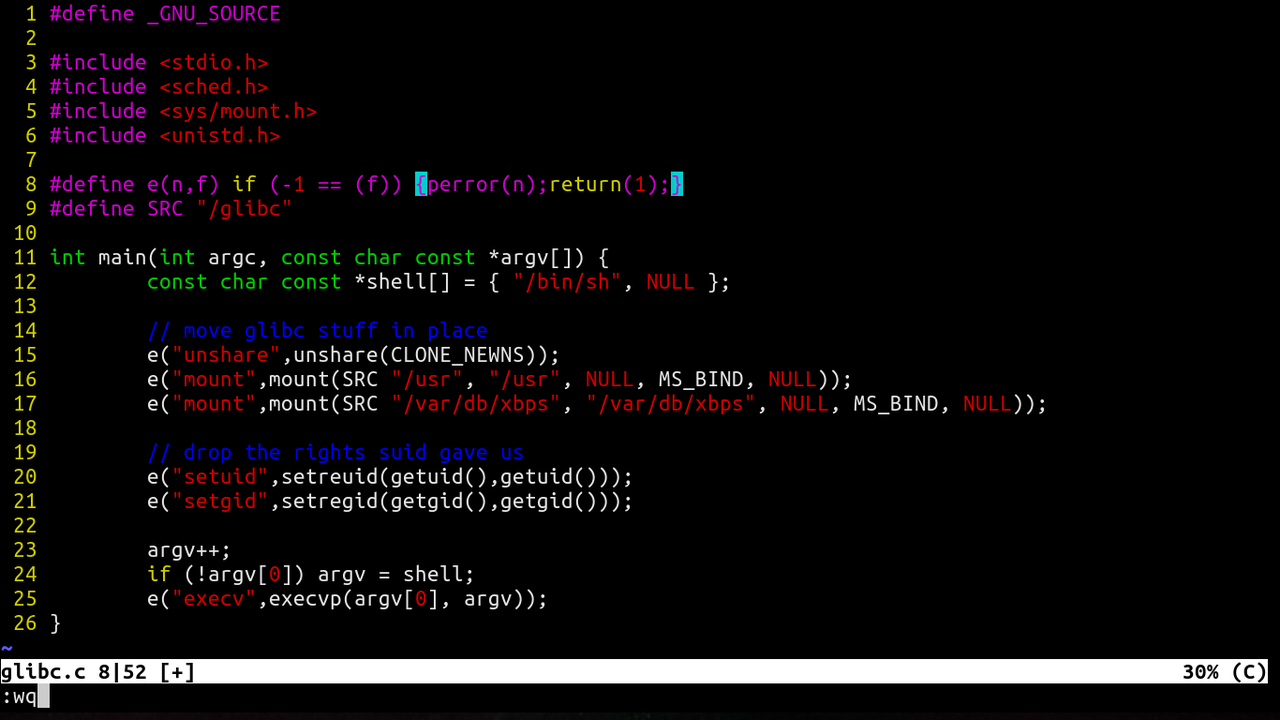 1 #define _GNU_SOURCE
2
3 #include <stdio.h>
4 #include <sched.h>
5 #include <sys/mount.h>
6 #include <unistd.h>
7
8 #define e(n,f) if (-1 == (f)) {perror(n);return(1);}
9 #define SRC "/glibc"
10
11 int main(int argc, const char const *argv[]) {
12         const char const *shell[] = { "/bin/sh", NULL };
13
14         // move glibc stuff in place
15         e("unshare",unshare(CLONE_NEWNS));
16         e("mount",mount(SRC "/usr", "/usr", NULL, MS_BIND, NULL));
17         e("mount",mount(SRC "/var/db/xbps", "/var/db/xbps", NULL, MS_BIND, NULL));
18
19         // drop the rights suid gave us
20         e("setuid",setreuid(getuid(),getuid()));
21         e("setgid",setregid(getgid(),getgid()));
22
23         argv++;
24         if (!argv[0]) argv = shell;
25         e("execv",execvp(argv[0], argv));
26 }
~
glibc.c 8|52 [+] 30% (C)
:wq